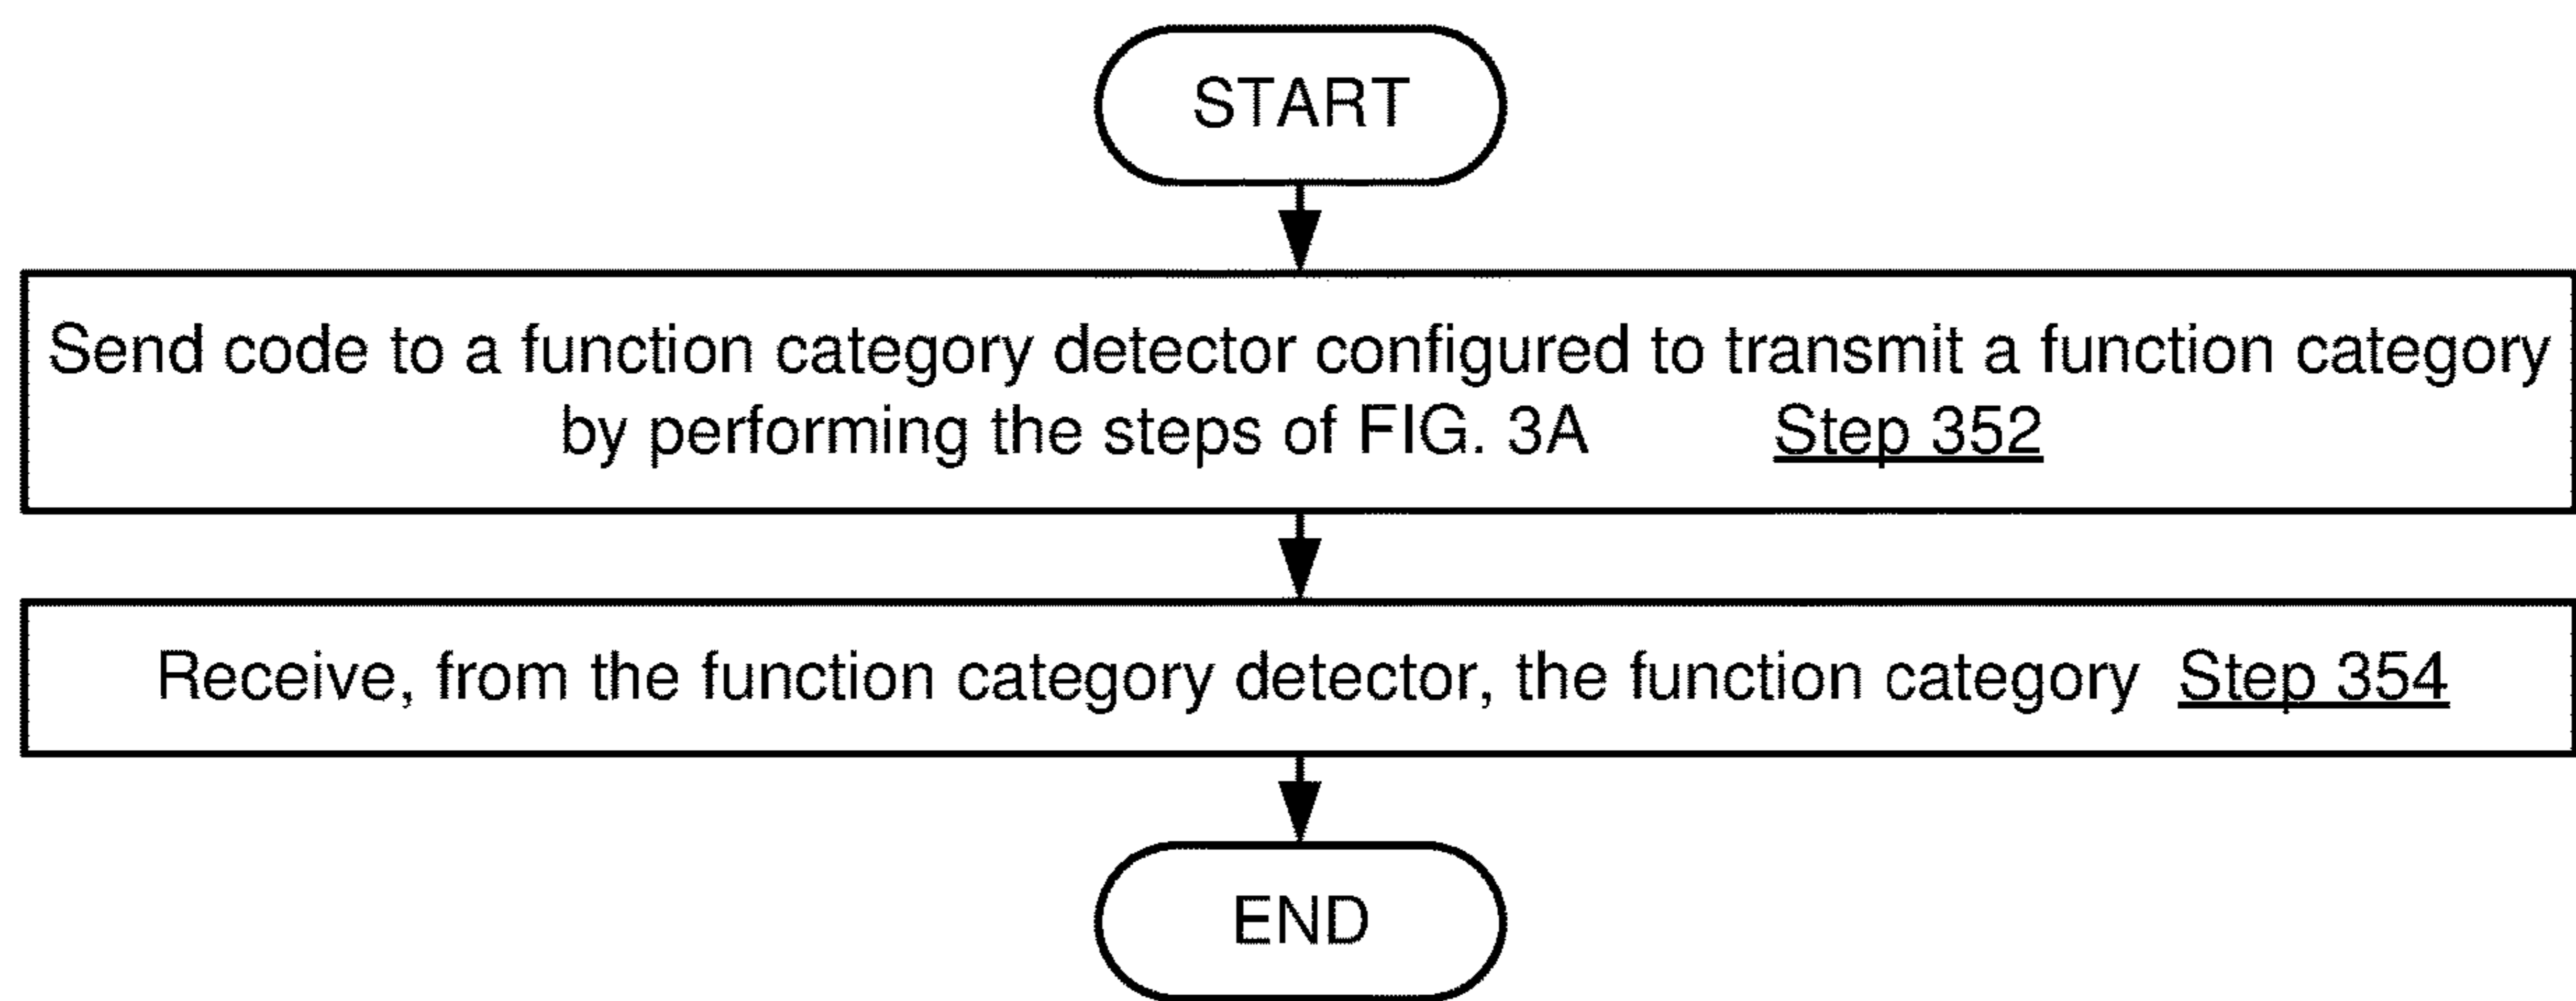 START
Send code to a function category detector configured to transmit a function category
by performing the steps of FIG. 3A Step 352
Receive, from the function category detector, the function category Step 354
END